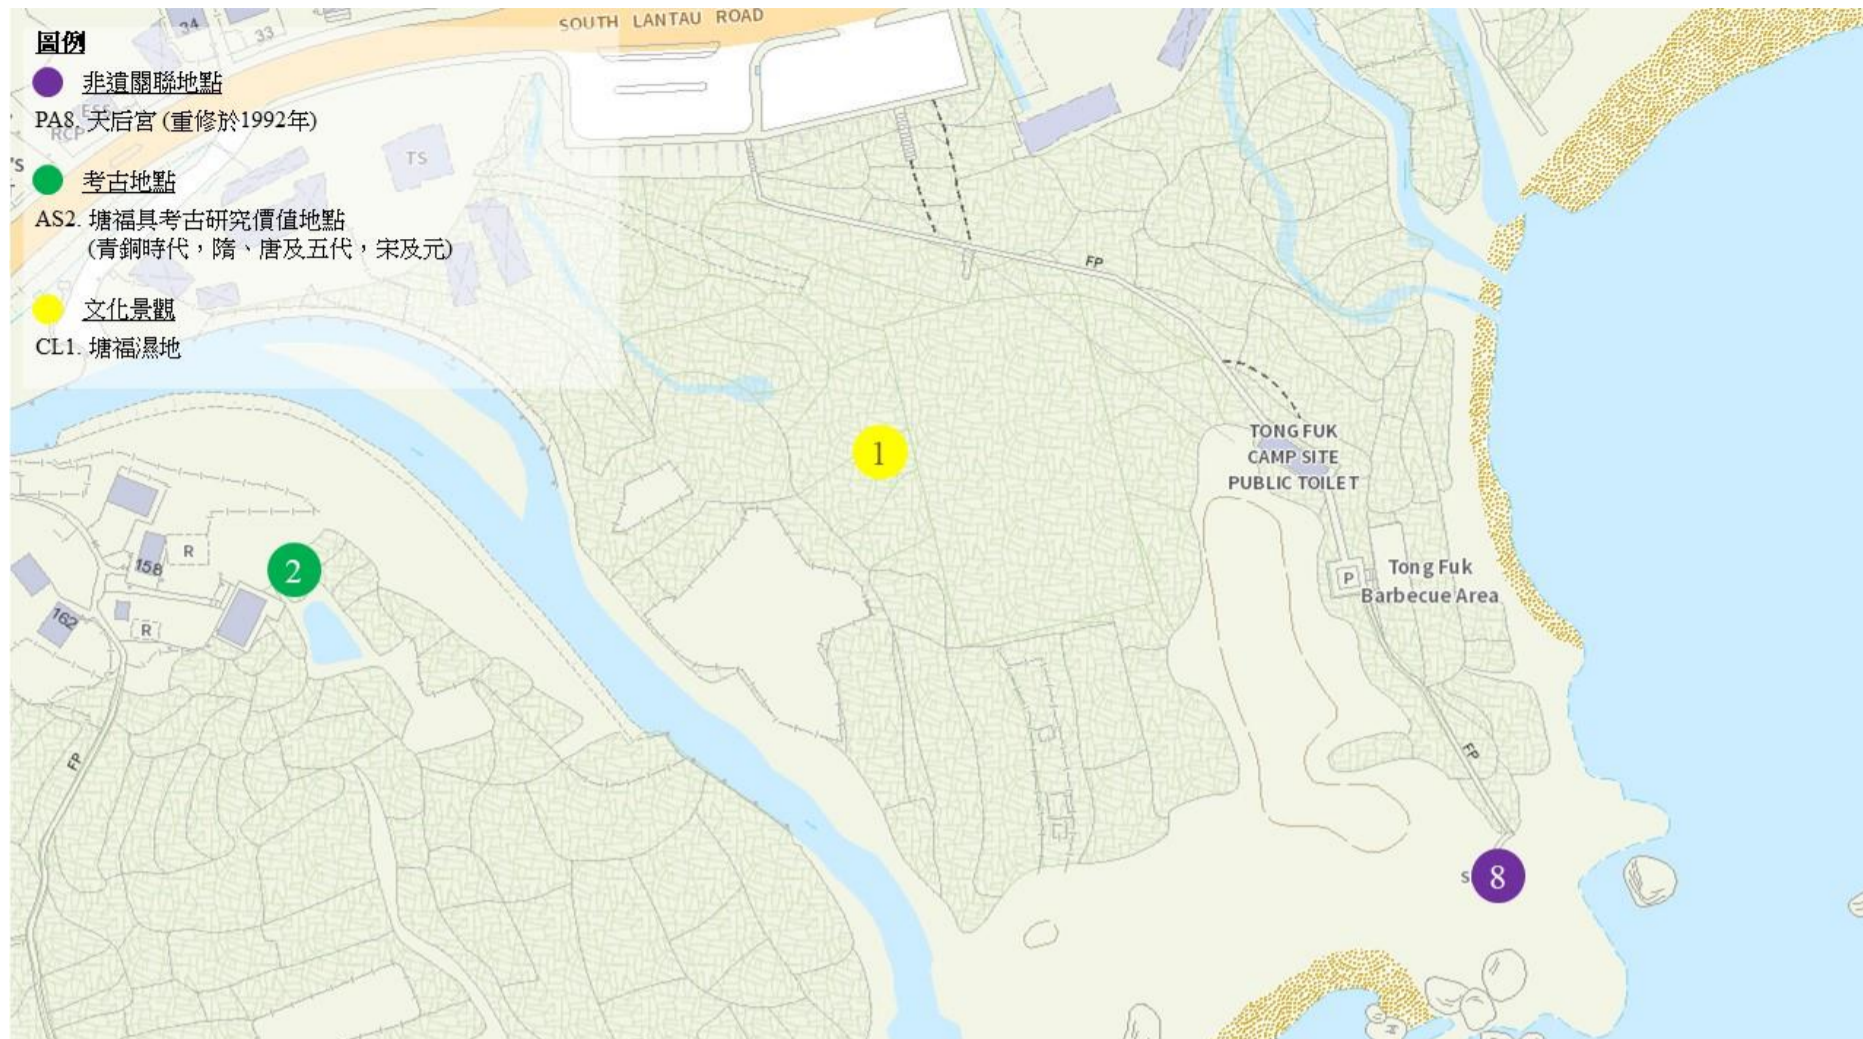 圖例
非遺關聯地點
PA8. 天后宮 (重修於1992年)
考古地點
AS2. 塘福具考古研究價值地點
(青銅時代，隋、唐及五代，宋及元)
文化景觀
CL1. 塘福濕地
SOUTH LANTAU ROAD
34
33
ESS
RCP
TS
'S
FP
1
TONG FUK
CAMP SITE
PUBLIC TOILET
2
R
158
162
R
P
Tong Fuk
Barbecue Area
FP
FP
S
8